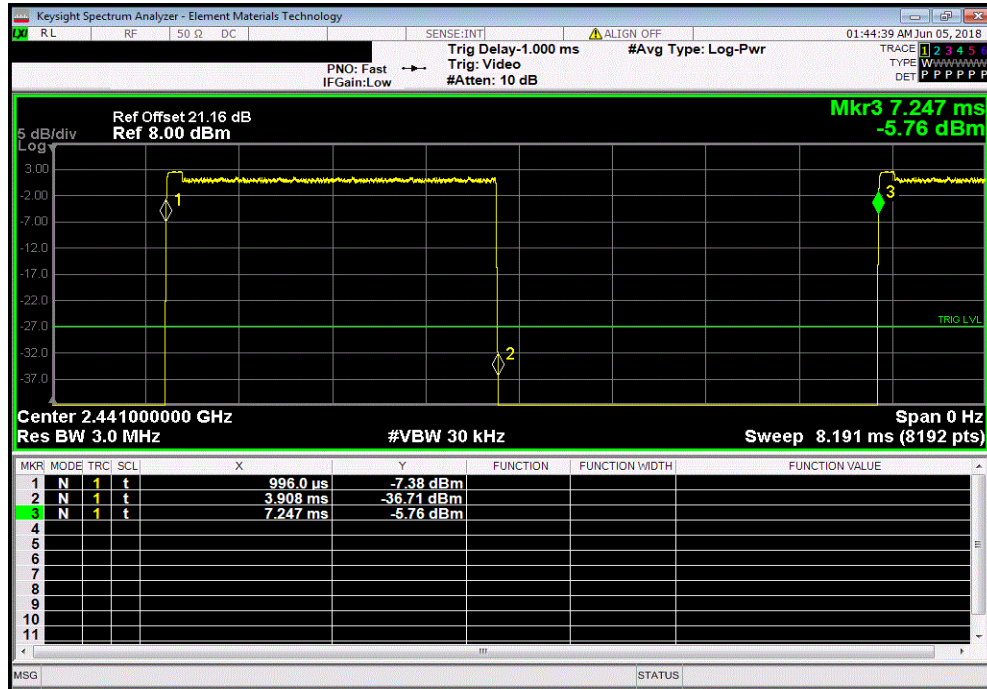 Keysight Spectrum Analyzer - Element Materials Technology
LXI RL RF 50 Ω DC SENSE:INT ALIGN OFF 01:44:39 AM Jun 05, 2018
Trig Delay-1.000 ms #Avg Type: Log-Pwr TRACE 1 2 3 4 5 6
PNO: Fast Trig: Video TYPE WWWWWW
IFGain:Low #Atten: 10 dB DET P P P P P P
Mkr3 7.247 ms
Ref Offset 21.16 dB
5 dB/div Ref 8.00 dBm -5.76 dBm
Log
3.00
1
3
-2.00
-7.00
-12.0
-17.0
-22.0
-27.0
TRIG LVL
-32.0
2
-37.0
Center 2.441000000 GHz Span 0 Hz
Res BW 3.0 MHz #VBW 30 kHz Sweep 8.191 ms (8192 pts)
MKR MODE TRC SCL X Y FUNCTION FUNCTION WIDTH FUNCTION VALUE
1 N 1 t 996.0 µs -7.38 dBm
2 N 1 t 3.908 ms -36.71 dBm
3 N 1 t 7.247 ms -5.76 dBm
4
5
6
7
8
9
10
11
MSG STATUS